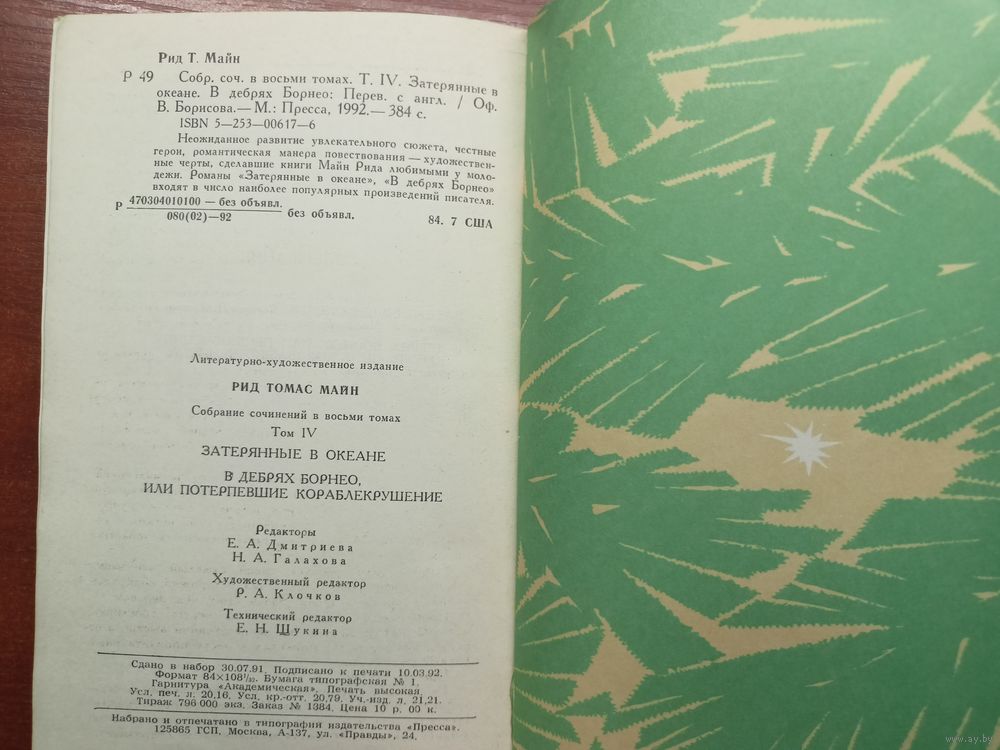 Рид Т. Майн
Р 49 Собр. соч. в восьми томах. Т. IV. Затерянные в
океане. В дебрях Борнео: Перев. с англ. / Оф.
В. Борисова.— М.: Пресса, 1992.— 384 с.
ISBN 5—253—00617—6
Неожиданное развитие увлекательного сюжета, честные
герои, романтическая манера повествования — художествен-
ные черты, сделавшие книги Майн Рида любимыми у моло-
дежи. Романы «Затерянные в океане», «В дебрях Борнео»
входят в число наиболее популярных произведений писателя.
Р 470304010100 — без объявл.
080(02)—92 без объявл.
84. 7 США
Литературно-художественное издание
РИД ТОМАС МАЙН
Собрание сочинений в восьми томах
Том IV
ЗАТЕРЯННЫЕ В ОКЕАНЕ
В ДЕБРЯХ БОРНЕО,
ИЛИ ПОТЕРПЕВШИЕ КОРАБЛЕКРУШЕНИЕ
Редакторы
Е. А. Дмитриева
Н. А. Галахова
Художественный редактор
Р. А. Клочков
Технический редактор
Е. Н. Щукина
Сдано в набор 30.07.91. Подписано к печати 10.03.92.
Формат 84×108¹/₃₂. Бумага типографская № 1.
Гарнитура «Академическая». Печать высокая.
Усл. печ. л. 20,16. Усл. кр.-отт. 20,79. Уч.-изд. л. 21,21.
Тираж 796 000 экз. Заказ № 1384. Цена 10 р. 00 к.
Набрано и отпечатано в типографии издательства «Пресса».
125865 ГСП, Москва, А-137, ул. «Правды», 24.
www.ay.by